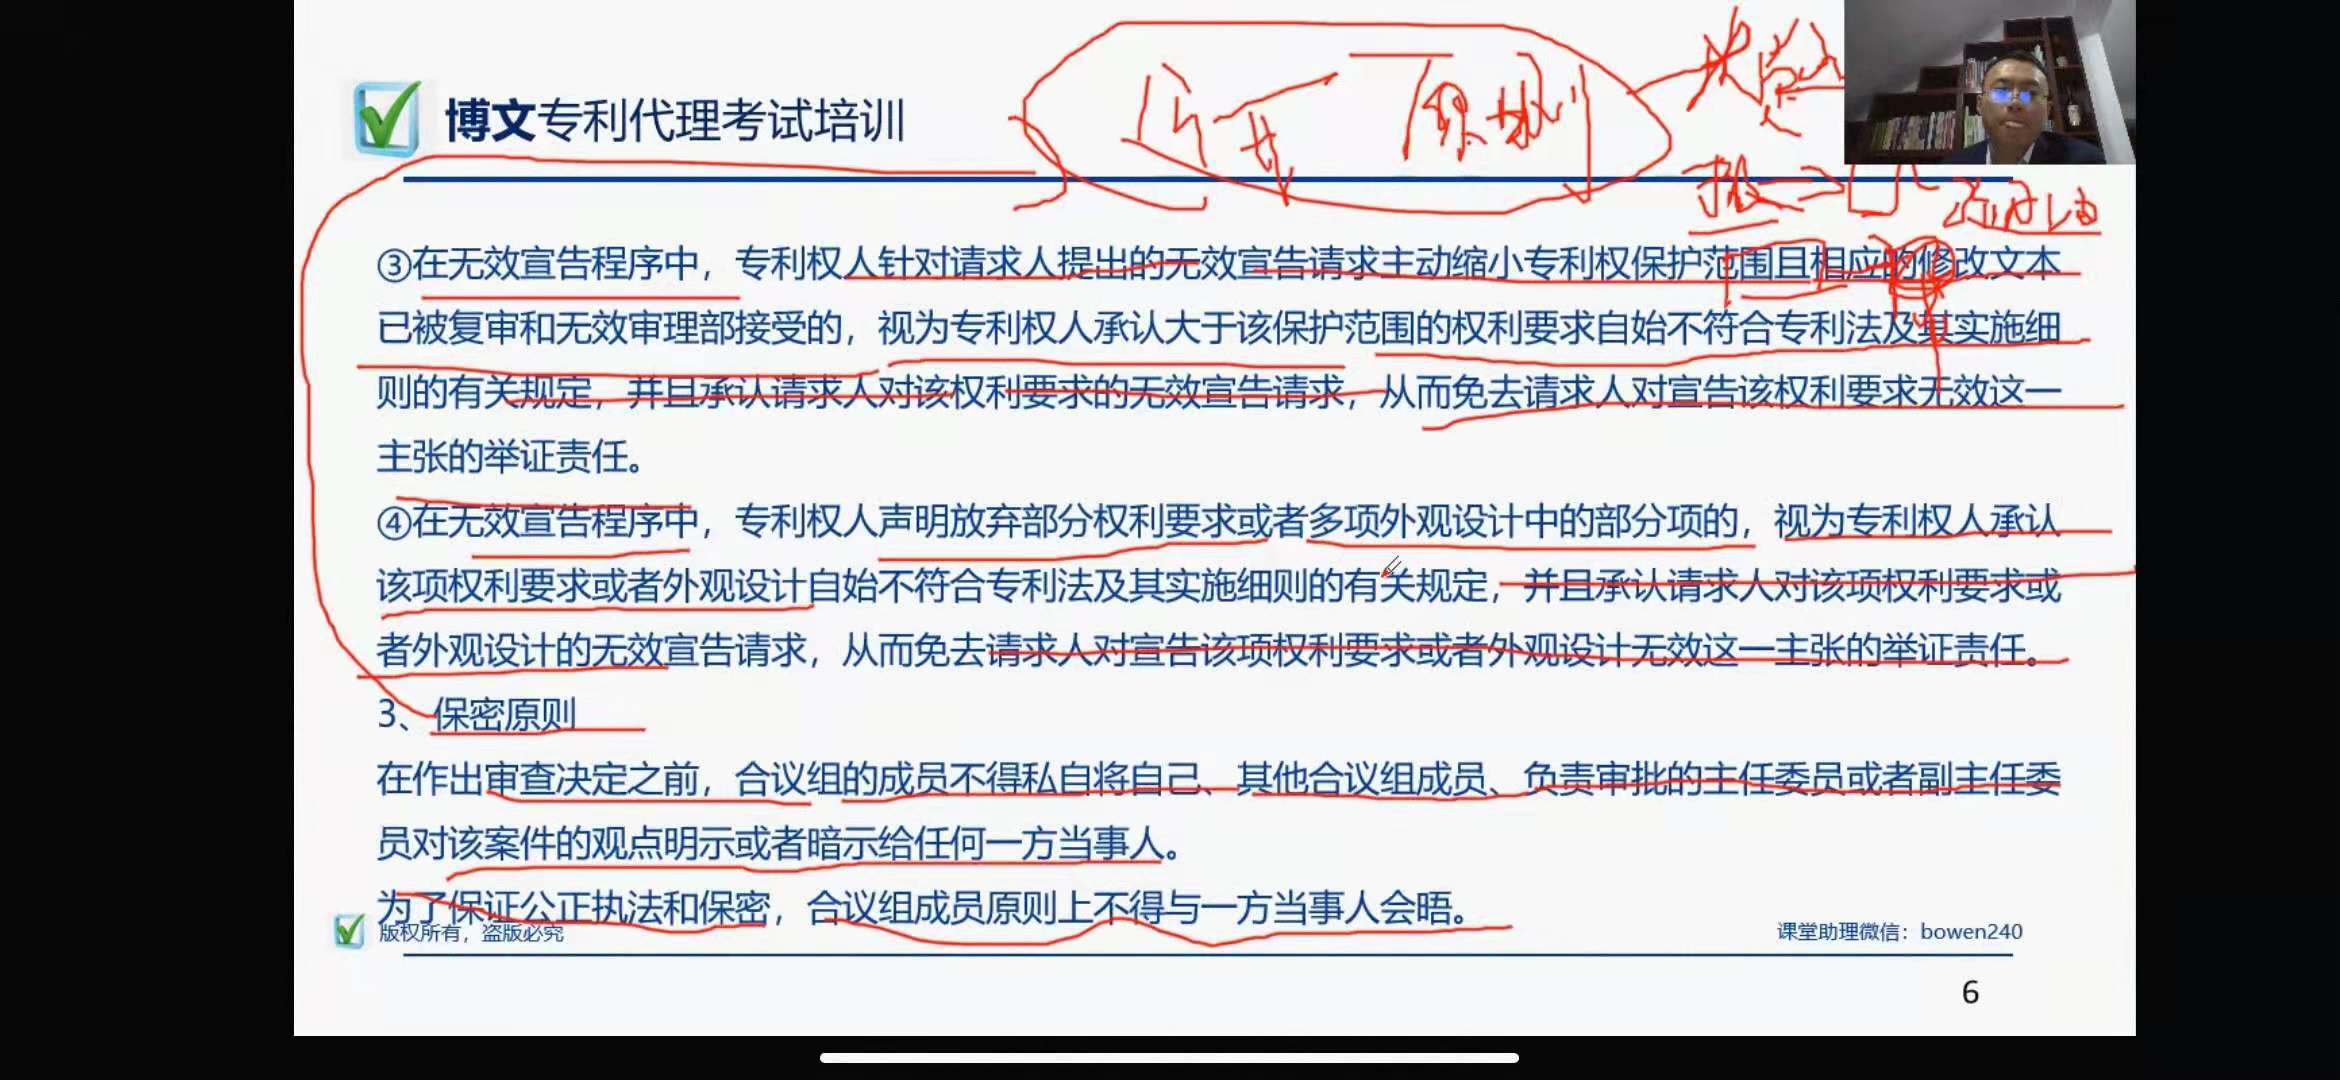 博文专利代理考试培训
③在无效宣告程序中，专利权人针对请求人提出的无效宣告请求主动缩小专利权保护范围且相应的修改文本
已被复审和无效审理部接受的，视为专利权人承认大于该保护范围的权利要求自始不符合专利法及其实施细
则的有关规定，并且承认请求人对该权利要求的无效宣告请求，从而免去请求人对宣告该权利要求无效这一
主张的举证责任。
④在无效宣告程序中，专利权人声明放弃部分权利要求或者多项外观设计中的部分项的，视为专利权人承认
该项权利要求或者外观设计自始不符合专利法及其实施细则的有关规定，并且承认请求人对该项权利要求或
者外观设计的无效宣告请求，从而免去请求人对宣告该项权利要求或者外观设计无效这一主张的举证责任。
3、保密原则
在作出审查决定之前，合议组的成员不得私自将自己、其他合议组成员、负责审批的主任委员或者副主任委
员对该案件的观点明示或者暗示给任何一方当事人。
为了保证公正执法和保密，合议组成员原则上不得与一方当事人会晤。
版权所有，盗版必究
课堂助理微信：bowen240
6